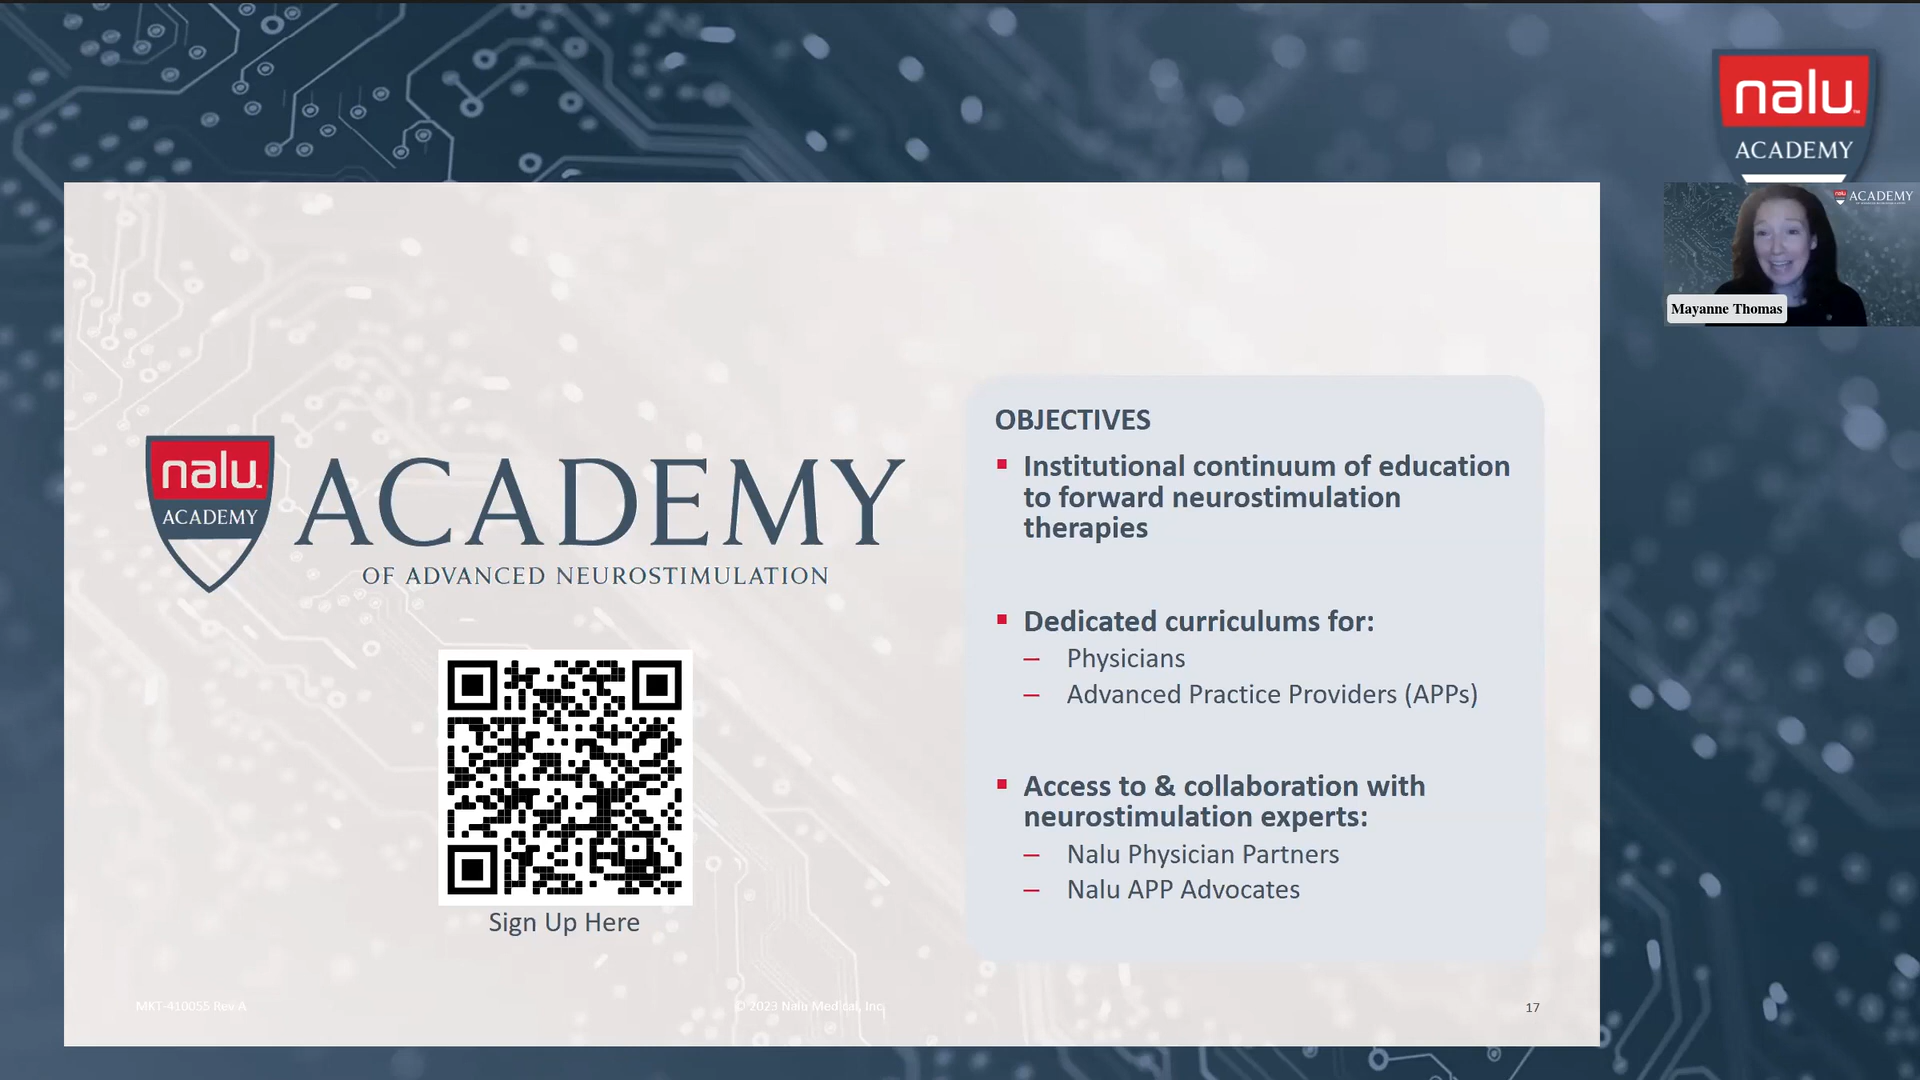 nalu
ACADEMY
ACADEMY
Mayanne Thomas
nalu
ACADEMY
ACADEMY
OF ADVANCED NEUROSTIMULATION
Sign Up Here
OBJECTIVES
Institutional continuum of education
to forward neurostimulation
therapies
Dedicated curriculums for:
– Physicians
– Advanced Practice Providers (APPs)
Access to & collaboration with
neurostimulation experts:
– Nalu Physician Partners
– Nalu APP Advocates
MKT-410055 Rev A
© 2023 Nalu Medical, Inc.
17